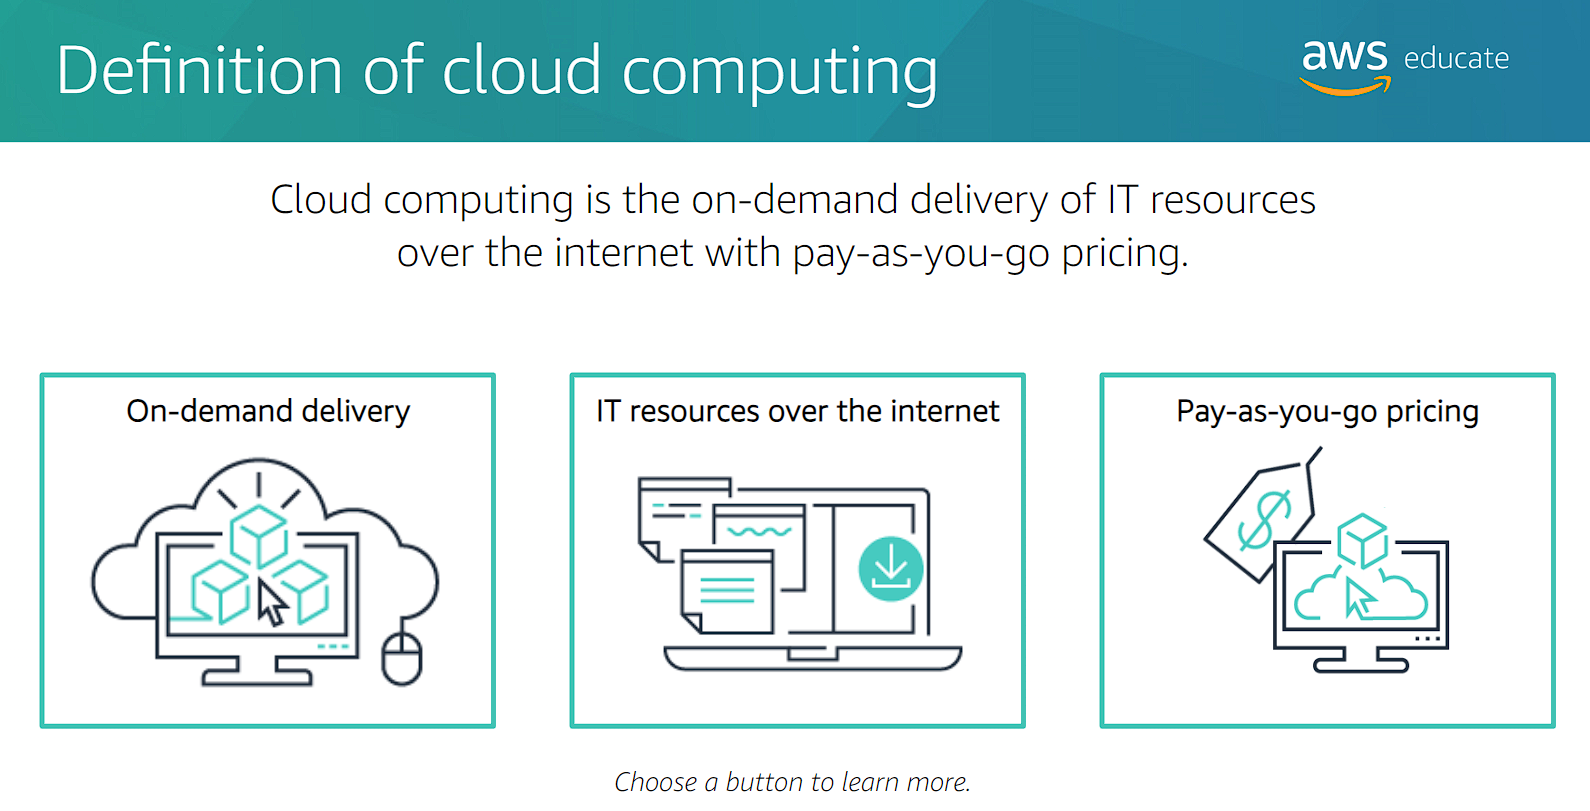 Definition of cloud computing
aws educate
Cloud computing is the on-demand delivery of IT resources
over the internet with pay-as-you-go pricing.
On-demand delivery
IT resources over the internet
Pay-as-you-go pricing
$
Choose a button to learn more.